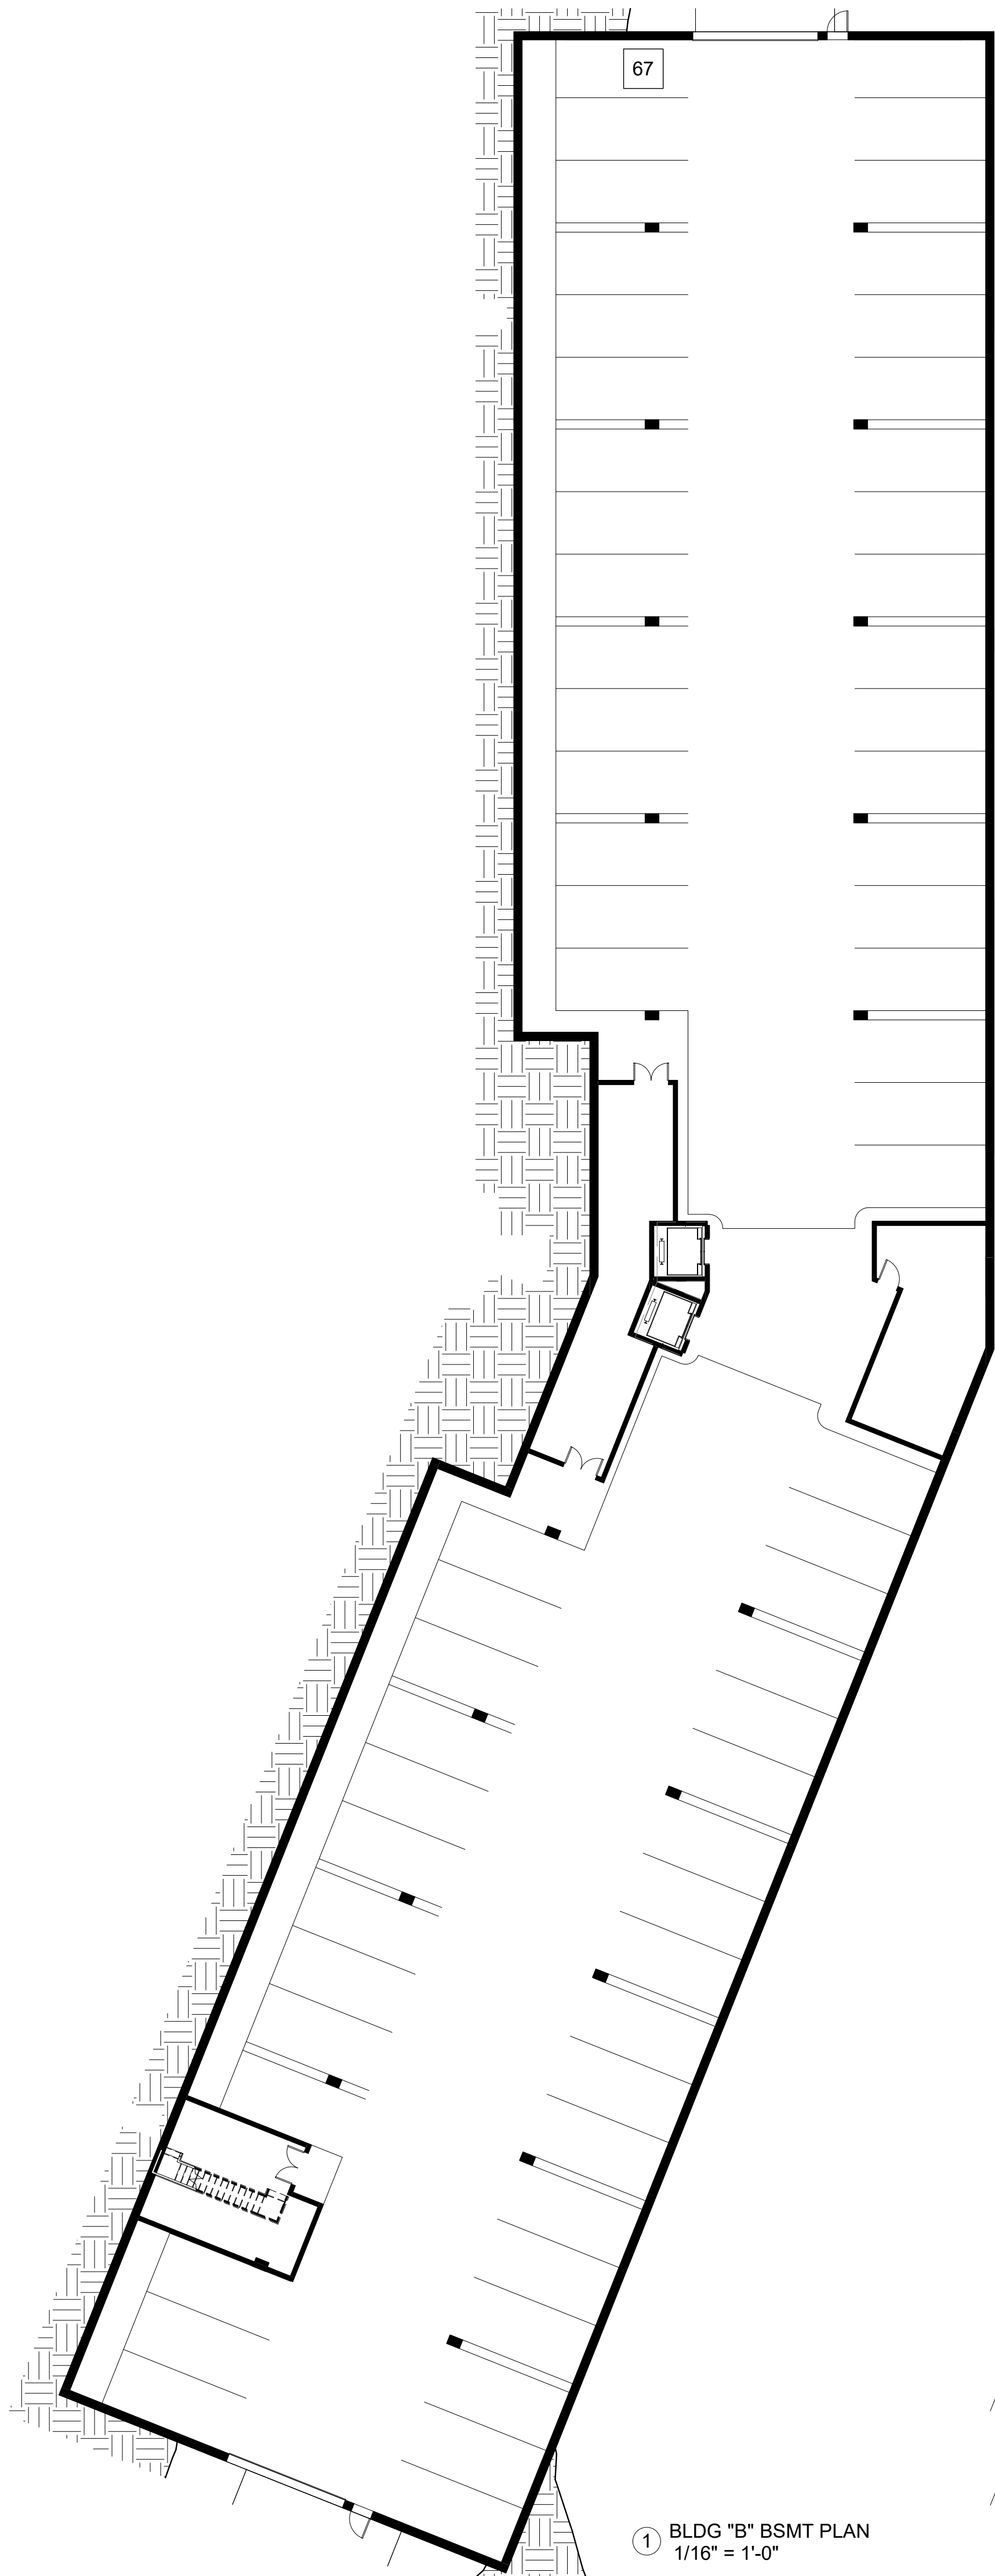 67
1
BLDG "B" BSMT PLAN
1/16" = 1'-0"